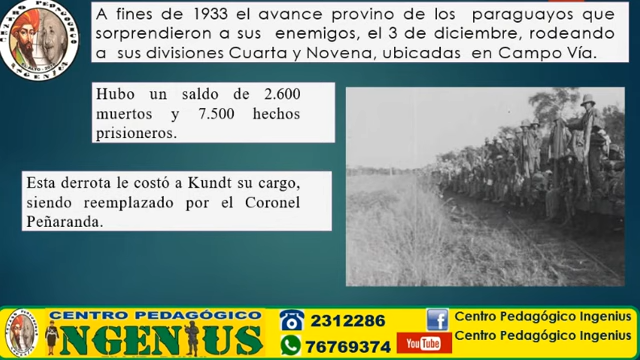 A fines de 1933 el avance provino de los paraguayos que
sorprendieron a sus enemigos, el 3 de diciembre, rodeando
a sus divisiones Cuarta y Novena, ubicadas en Campo Vía.
Hubo un saldo de 2.600
muertos y 7.500 hechos
prisioneros.
Esta derrota le costó a Kundt su cargo,
siendo reemplazado por el Coronel
Peñaranda.
CENTRO PEDAGÓGICO
INGENIUS
2312286
76769374
Centro Pedagógico Ingenius
YouTube
Centro Pedagógico Ingenius